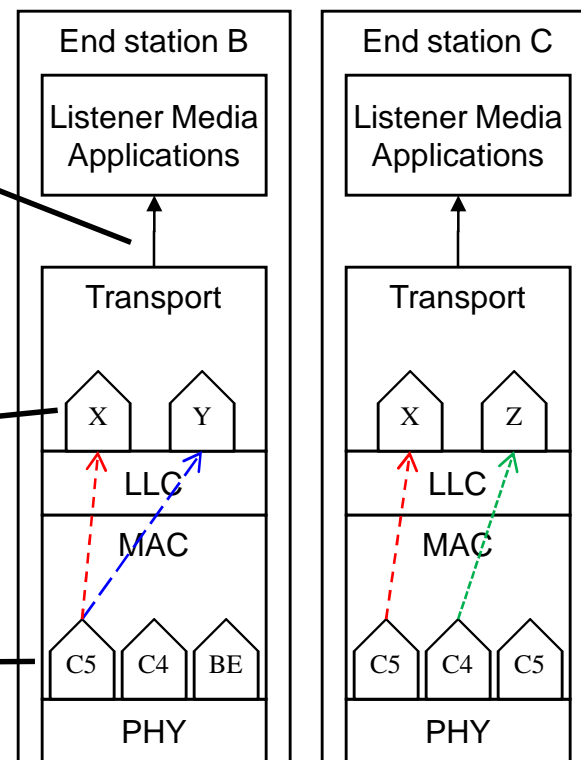 End station B
Listener Media
Applications
Transport
X
Y
LLC
MAC
C5
C4
BE
PHY
End station C
Listener Media
Applications
Transport
X
Z
LLC
MAC
C5
C4
C5
PHY